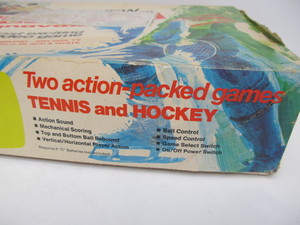 Two action-packed games
TENNIS and HOCKEY
• Action Sound
• Mechanical Scoring
• Top and Bottom Ball Rebound
• Vertical/Horizontal Player Action
• Ball Control
• Speed Control
• Game Select Switch
• On/Off Power Switch